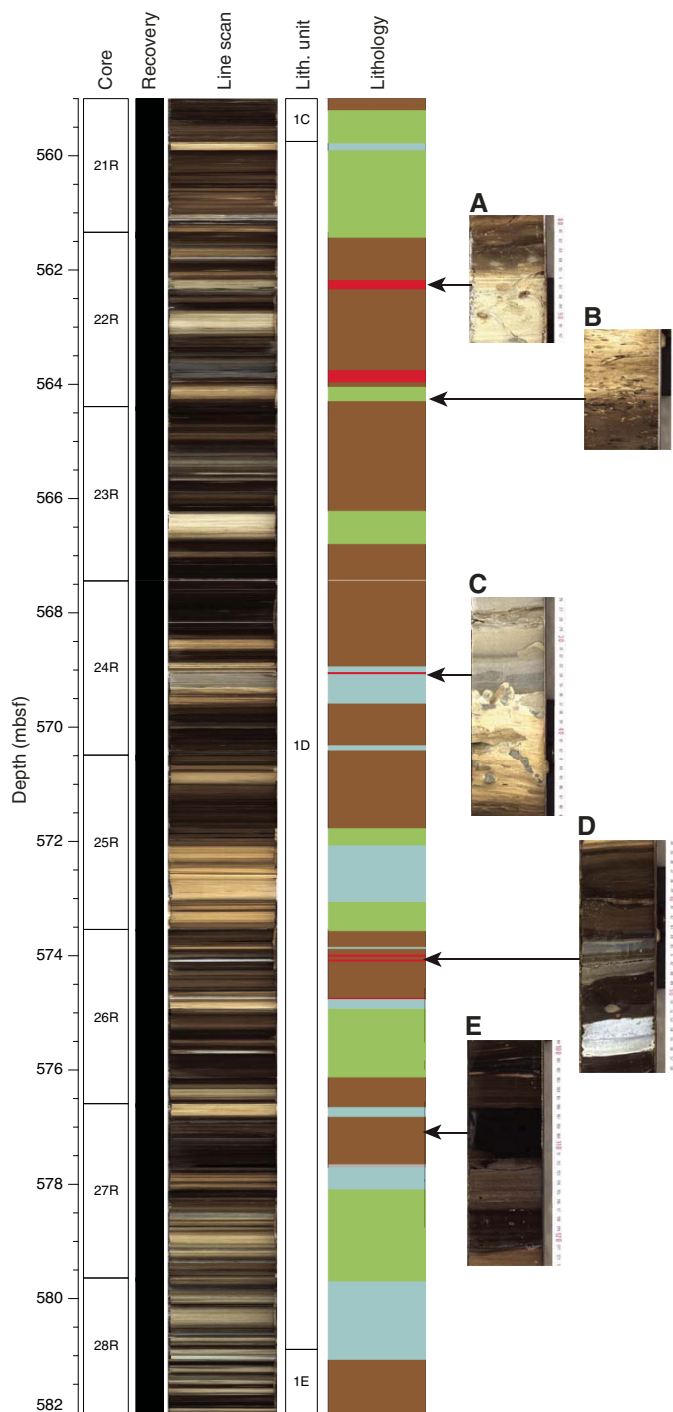 Core
Recovery
Line scan
Lith. unit
Lithology
Depth (mbsf)
560
562
564
566
568
570
572
574
576
578
580
582
21R
22R
23R
24R
25R
26R
27R
28R
1C
1D
1E
A
B
C
D
E